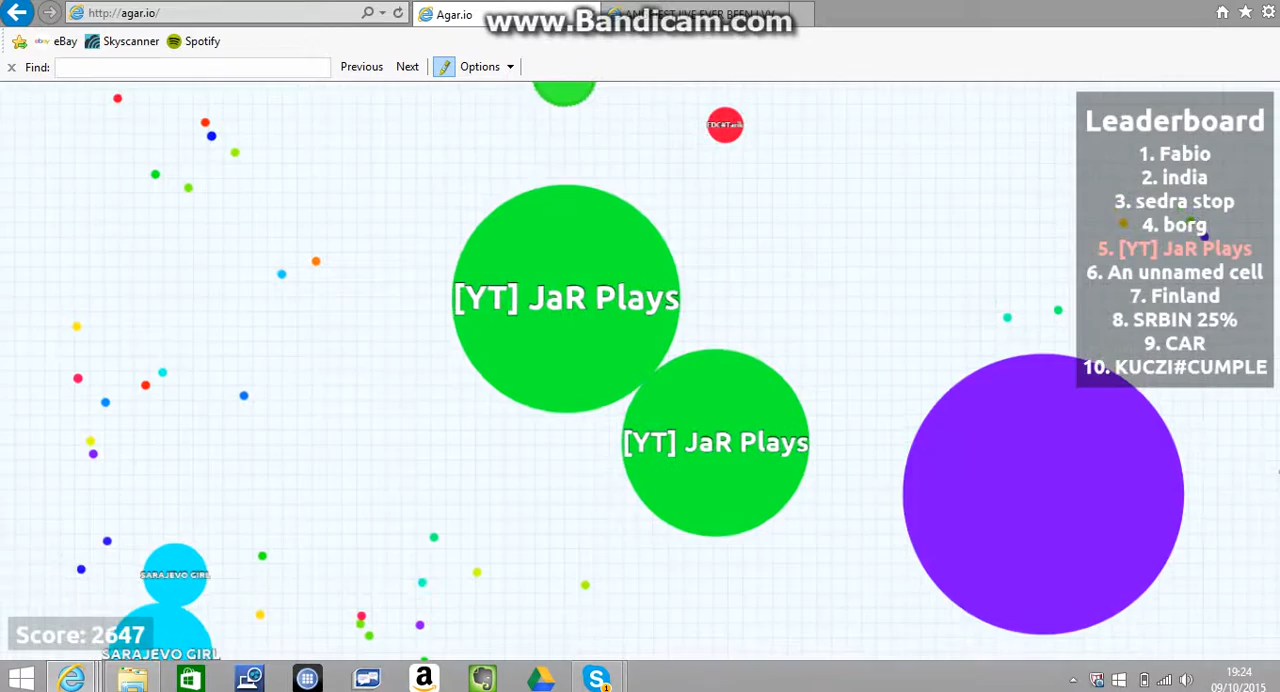 http://agar.io/
Agar.io
www.Bandicam.com
eBay Skyscanner Spotify
x Find: Previous Next Options
Leaderboard
1. Fabio
2. india
3. sedra stop
4. borg
5. [YT] JaR Plays
6. An unnamed cell
7. Finland
8. SRBIN 25%
9. CAR
10. KUCZI#CUMPLE
[YT] JaR Plays
[YT] JaR Plays
SARAJEVO GIRL
SARAJEVO GIRL
Score: 2647
19:24
09/10/2015